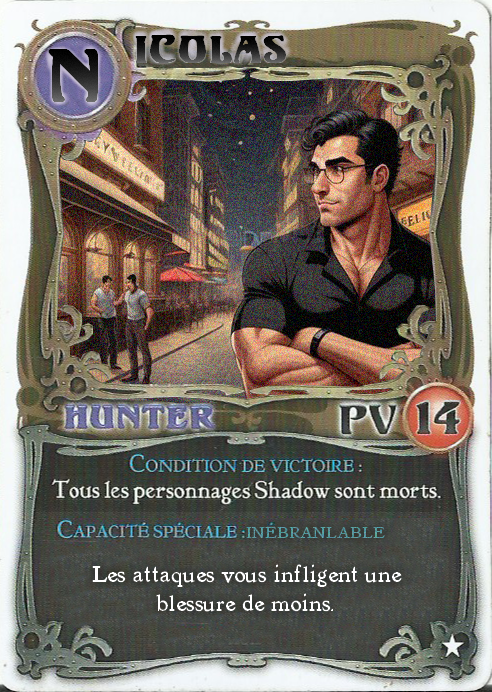 NICOLAS
HUNTER
PV 14
CONDITION DE VICTOIRE :
Tous les personnages Shadow sont morts.
CAPACITÉ SPÉCIALE :INÉBRANLABLE
Les attaques vous infligent une
blessure de moins.